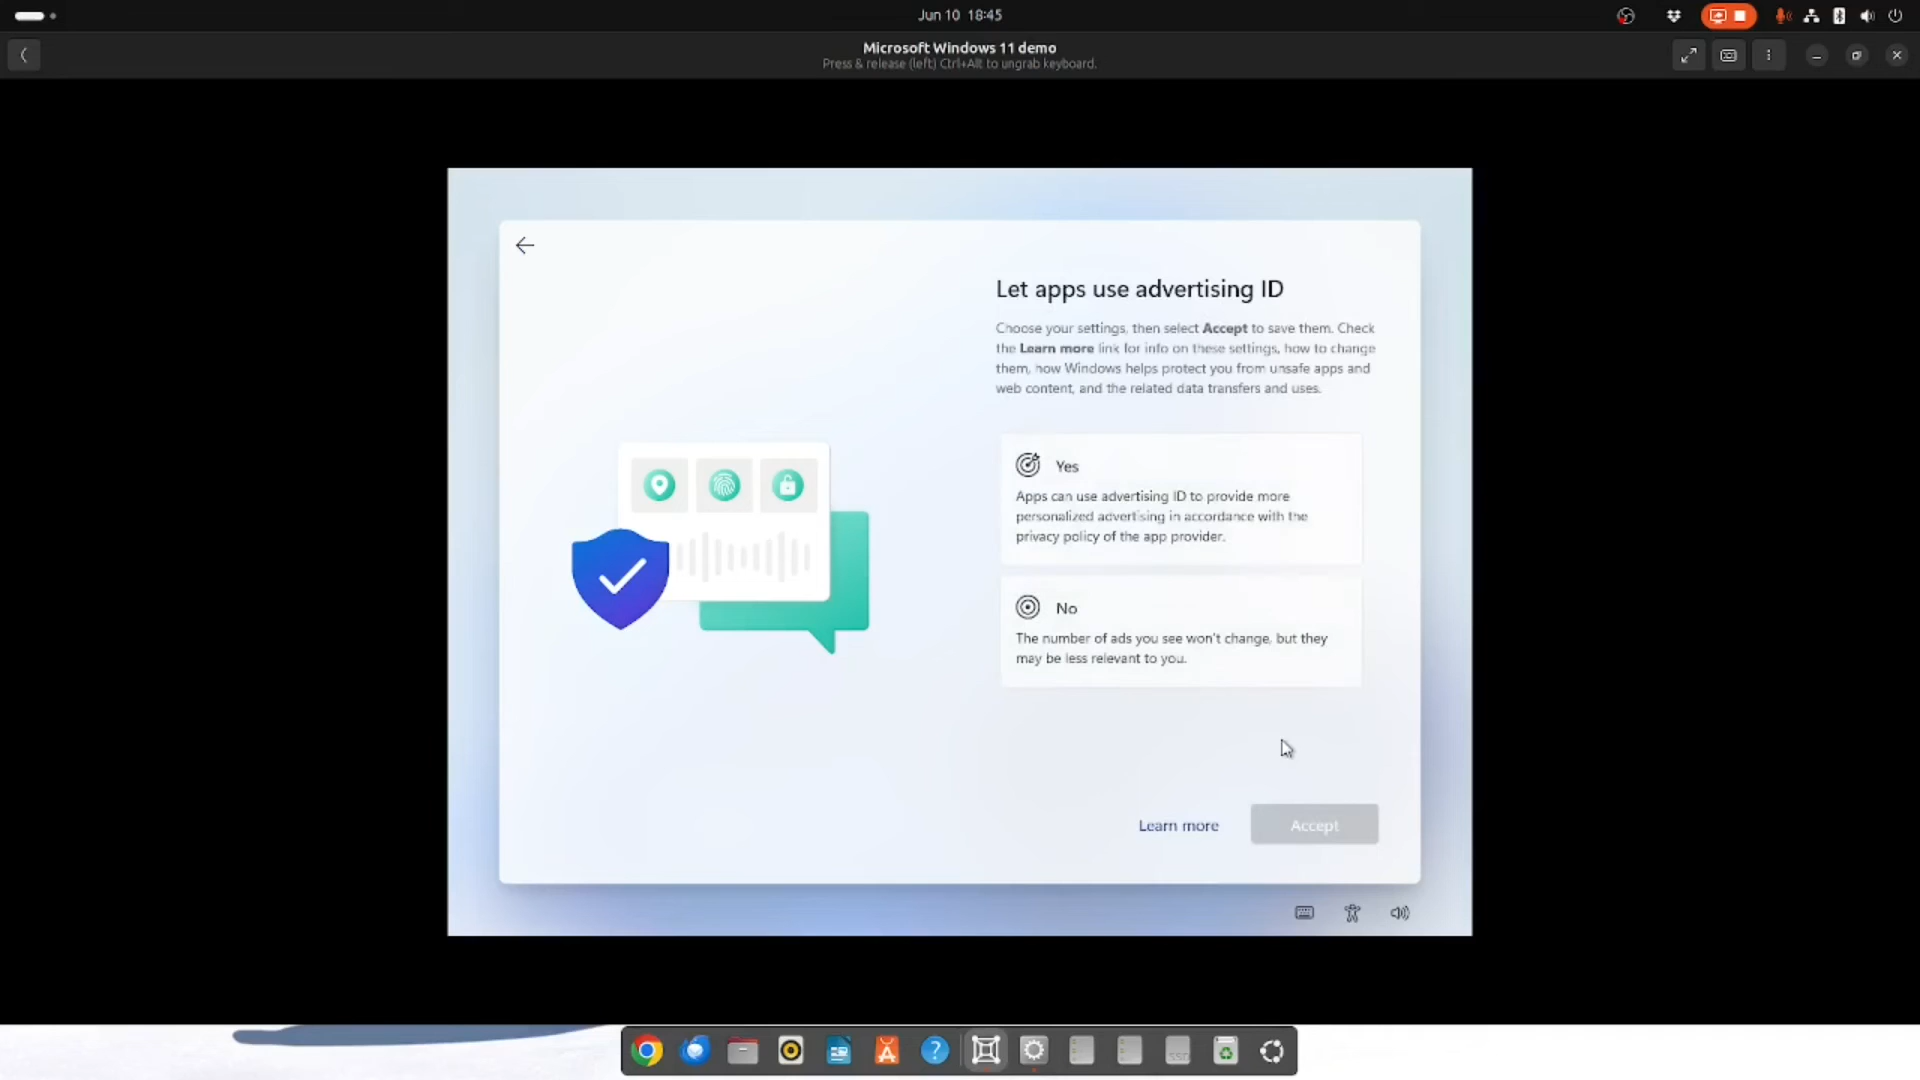 Jun 10 18:45
Microsoft Windows 11 demo
Press & release (left) Ctrl+Alt to ungrab keyboard.
Let apps use advertising ID
Choose your settings, then select Accept to save them. Check
the Learn more link for info on these settings, how to change
them, how Windows helps protect you from unsafe apps and
web content, and the related data transfers and uses.
Yes
Apps can use advertising ID to provide more
personalized advertising in accordance with the
privacy policy of the app provider.
No
The number of ads you see won't change, but they
may be less relevant to you.
Learn more
Accept
SSD